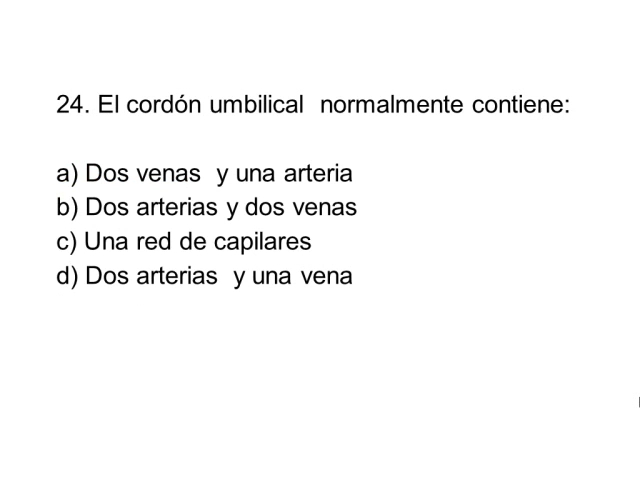 24. El cordón umbilical  normalmente contiene:
a) Dos venas  y una arteria
b) Dos arterias y dos venas
c) Una red de capilares
d) Dos arterias  y una vena